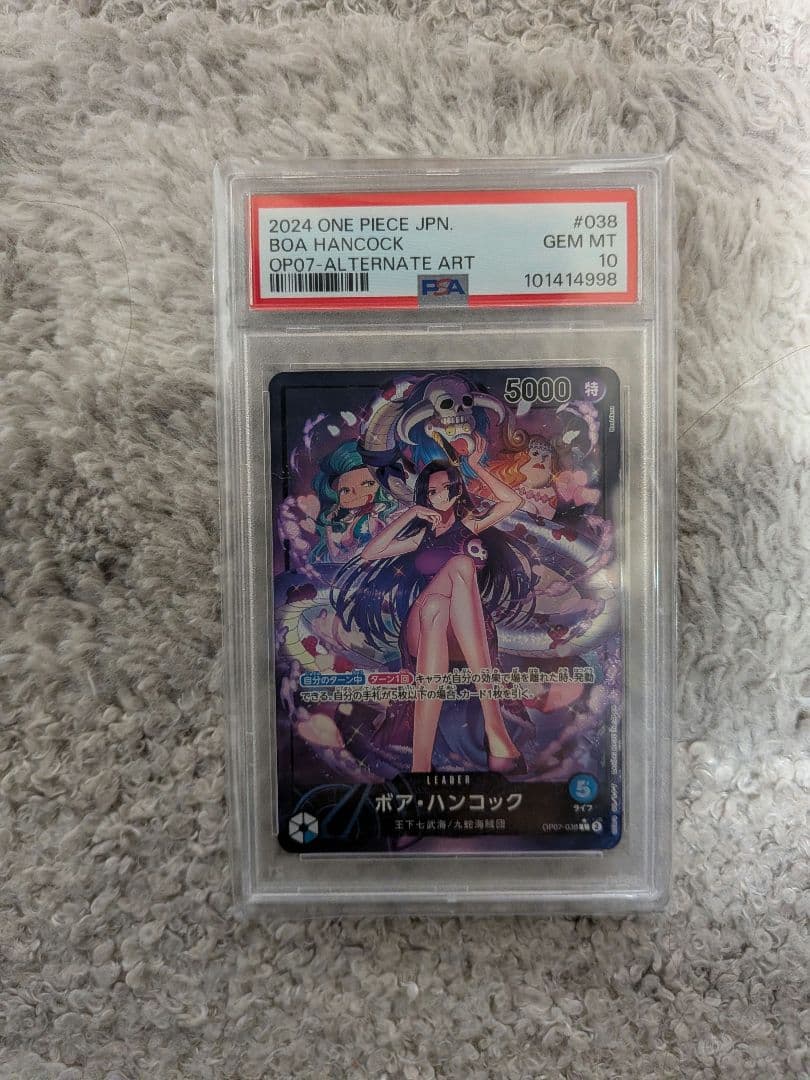 2024 ONE PIECE JPN. #038
BOA HANCOCK GEM MT
OP07-ALTERNATE ART 10
PSA 101414998
5000 特
自分のターン中 ターン1回 キャラが自分の効果で場を離れた時、発動
できる。自分の手札が5枚以下の場合、カード1枚を引く。
LEADER
ボア・ハンコック
5
ライフ
王下七武海/九蛇海賊団
OP07-038